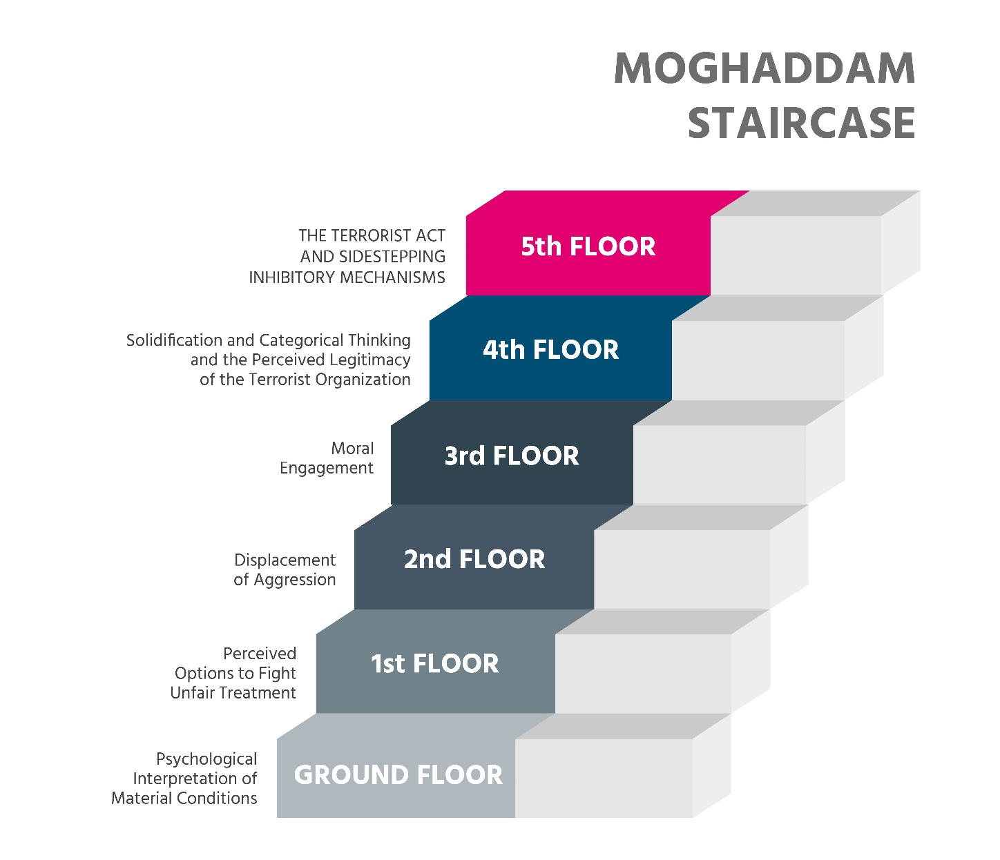 MOGHADDAM
STAIRCASE
THE TERRORIST ACT
AND SIDESTEPPING
INHIBITORY MECHANISMS
5th FLOOR
Solidification and Categorical Thinking
and the Perceived Legitimacy
of the Terrorist Organization
4th FLOOR
Moral
Engagement
3rd FLOOR
Displacement
of Aggression
2nd FLOOR
Perceived
Options to Fight
Unfair Treatment
1st FLOOR
Psychological
Interpretation of
Material Conditions
GROUND FLOOR